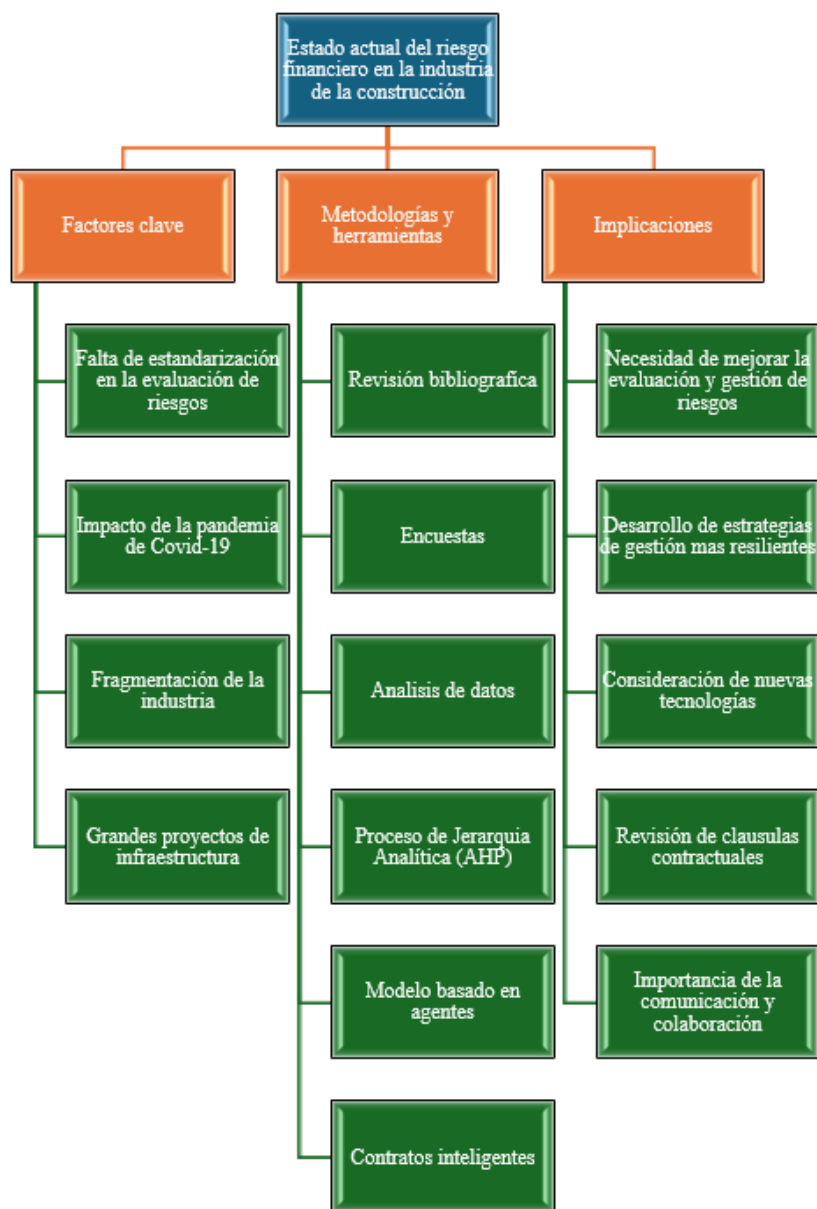 Estado actual del riesgo
financiero en la industria
de la construcción
Factores clave
Metodologías y
herramientas
Implicaciones
Falta de estandarización
en la evaluación de
riesgos
Impacto de la pandemia
de Covid-19
Fragmentación de la
industria
Grandes proyectos de
infraestructura
Revisión bibliografíca
Encuestas
Analisis de datos
Proceso de Jerarquia
Analítica (AHP)
Modelo basado en
agentes
Contratos inteligentes
Necesidad de mejorar la
evaluación y gestión de
riesgos
Desarrollo de estrategias
de gestión mas resilientes
Consideración de nuevas
tecnologías
Revisión de clausulas
contractuales
Importancia de la
comunicación y
colaboración